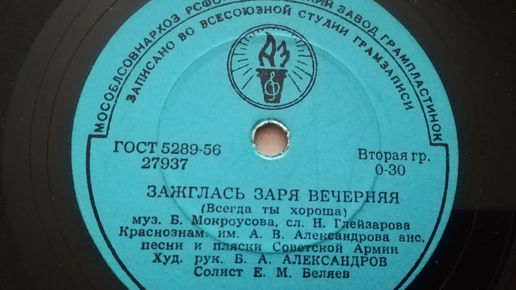 МОСОБЛСОВНАРХОЗ РСФ ЗАВОД ГРАМПЛАСТИНОК
ЗАПИСАНО ВО ВСЕСОЮЗНОЙ СТУДИИ ГРАМЗАПИСИ
АЗ
ГОСТ 5289-56
27937
Вторая гр.
0-30
ЗАЖГЛАСЬ ЗАРЯ ВЕЧЕРНЯЯ
(Всегда ты хороша)
муз. Б. Мокроусова, сл. Н. Глейзарова
Краснознам. им. А. В. Александрова анс.
песни и пляски Советской Армии
Худ. рук. Б. А. АЛЕКСАНДРОВ
Солист Е. М. Беляев